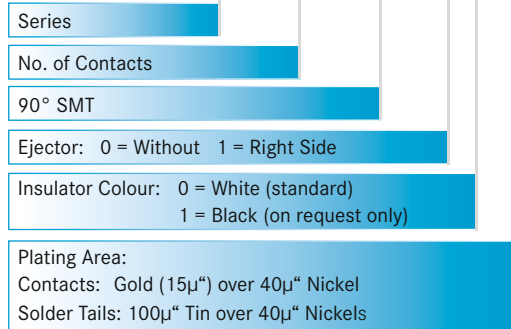 Series
No. of Contacts
90° SMT
Ejector: 0 = Without 1 = Right Side
Insulator Colour: 0 = White (standard)
1 = Black (on request only)
Plating Area:
Contacts: Gold (15µ“) over 40µ“ Nickel
Solder Tails: 100µ“ Tin over 40µ“ Nickels